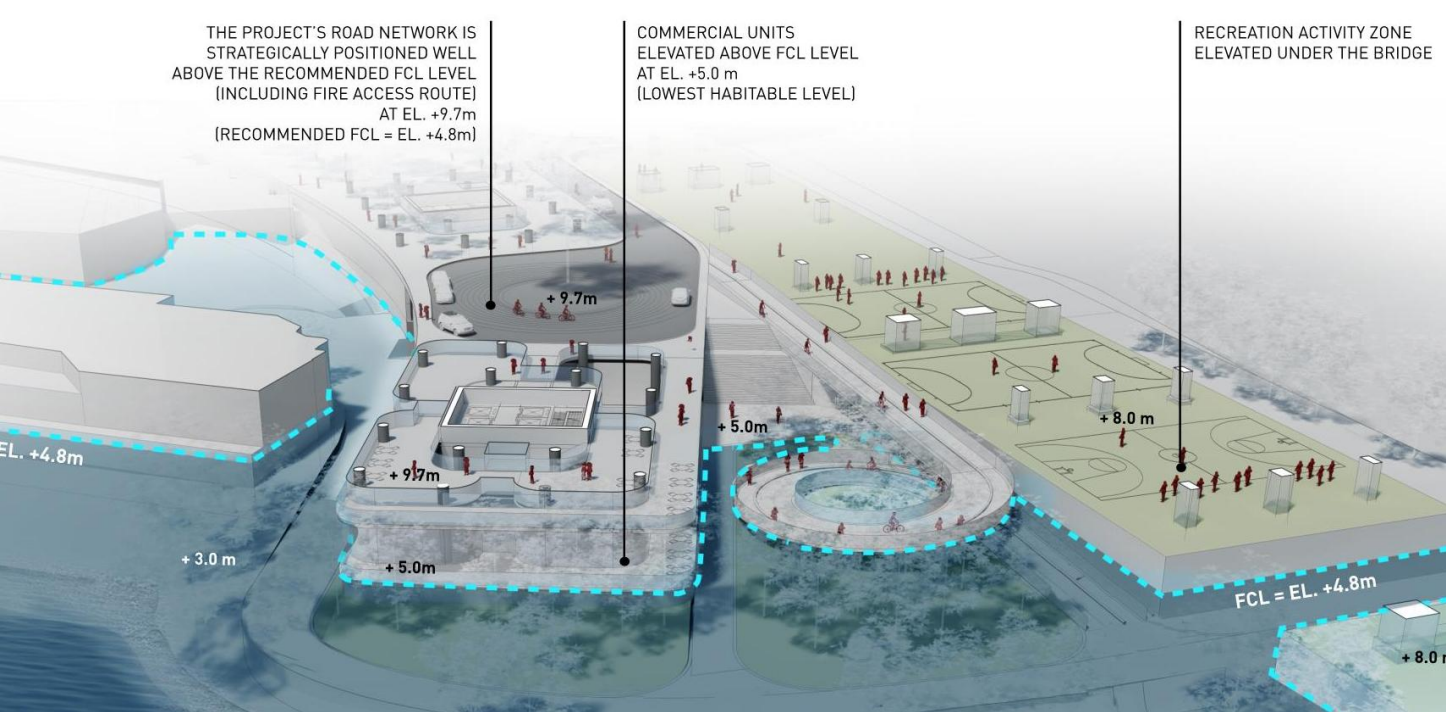 THE PROJECT'S ROAD NETWORK IS
STRATEGICALLY POSITIONED WELL
ABOVE THE RECOMMENDED FCL LEVEL
(INCLUDING FIRE ACCESS ROUTE)
AT EL. +9.7m
(RECOMMENDED FCL = EL. +4.8m)
COMMERCIAL UNITS
ELEVATED ABOVE FCL LEVEL
AT EL. +5.0 m
(LOWEST HABITABLE LEVEL)
RECREATION ACTIVITY ZONE
ELEVATED UNDER THE BRIDGE
+ 9.7m
+ 8.0 m
+ 5.0m
EL. +4.8m
+ 9.7m
+ 3.0 m
+ 5.0m
FCL = EL. +4.8m
+ 8.0 m